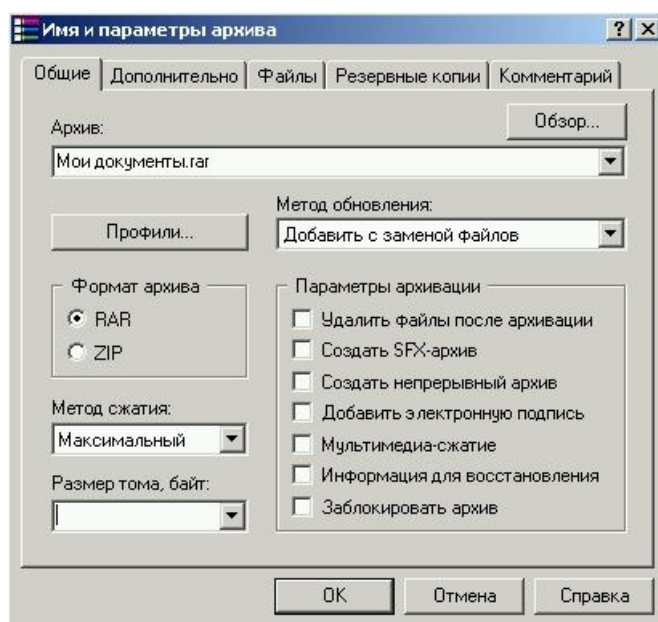 Имя и параметры архива
Общие Дополнительно Файлы Резервные копии Комментарий
Архив:
Обзор...
Мои документы.rar
Метод обновления:
Профили...
Добавить с заменой файлов
Формат архива
RAR
ZIP
Параметры архивации
Удалить файлы после архивации
Создать SFX-архив
Создать непрерывный архив
Добавить электронную подпись
Мультимедиа-сжатие
Информация для восстановления
Заблокировать архив
Метод сжатия:
Максимальный
Размер тома, байт:
OK Отмена Справка